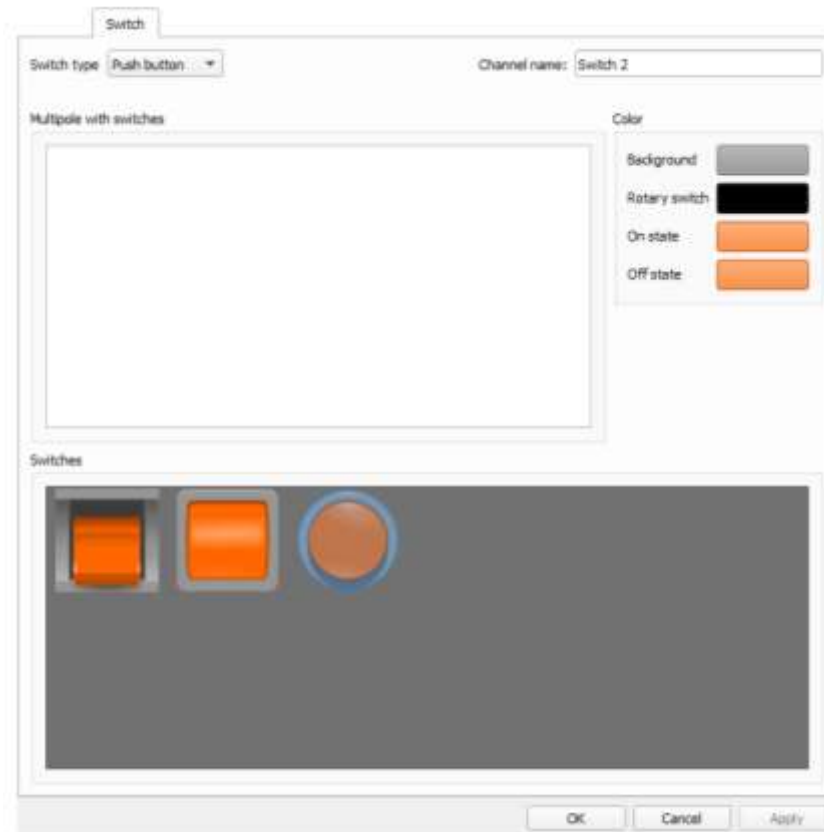 Switch
Switch type Push button Channel name: Switch 2
Multipole with switches Color
Background
Rotary switch
On state
Off state
Switches
OK Cancel Apply